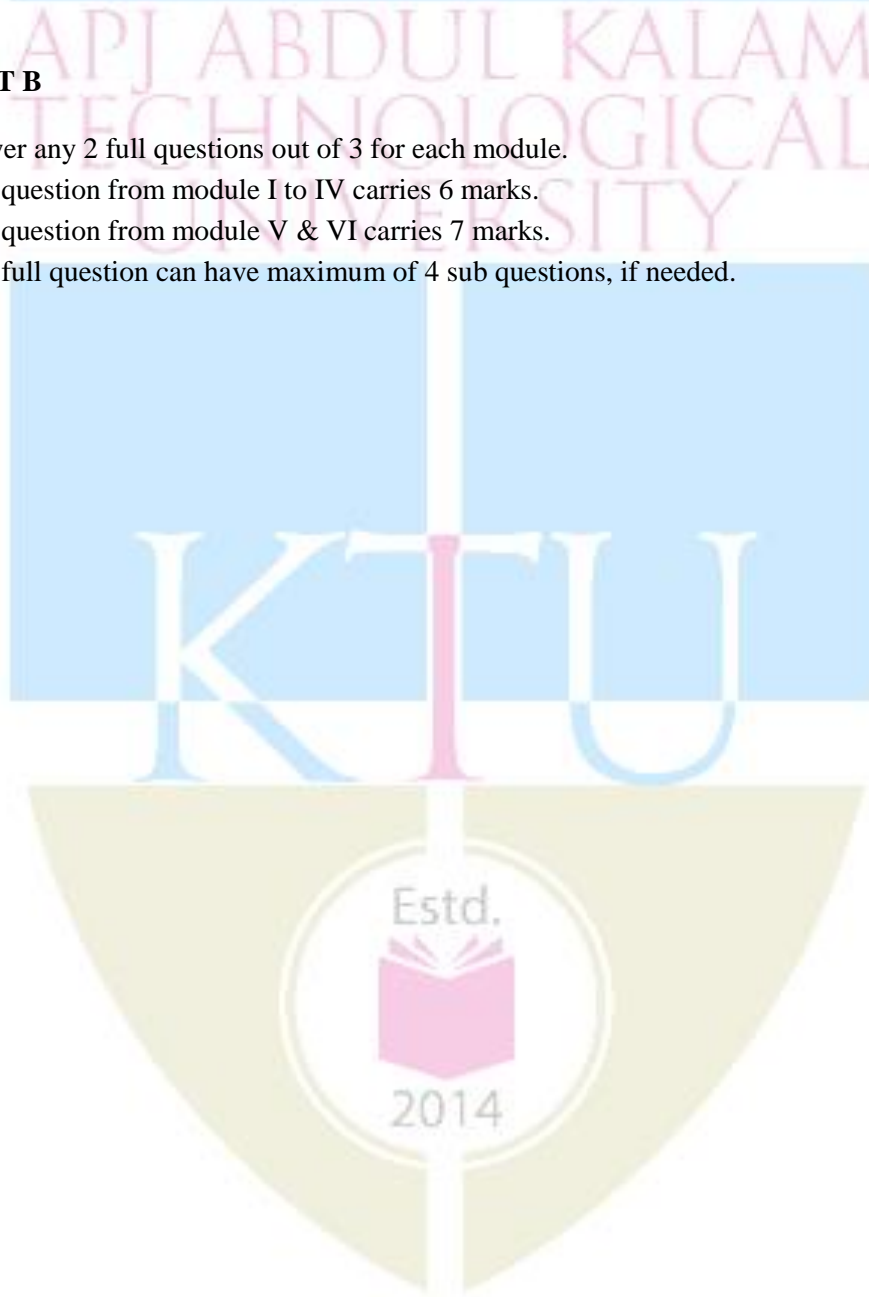 APJ ABDUL KALAM
TECHNOLOGICAL
UNIVERSITY
T B
er any 2 full questions out of 3 for each module.
question from module I to IV carries 6 marks.
question from module V & VI carries 7 marks.
full question can have maximum of 4 sub questions, if needed.
KTU
Estd.
2014